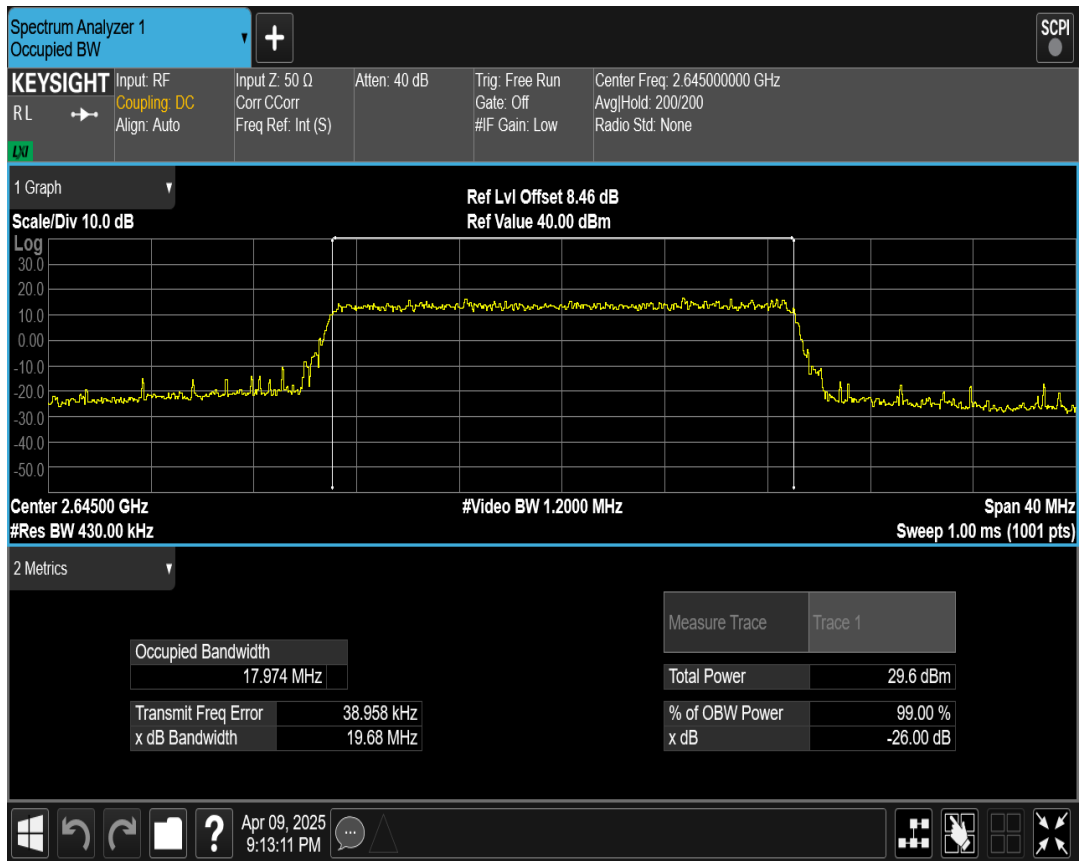 Spectrum Analyzer 1
Occupied BW
+
SCPI
KEYSIGHT
RL
LXI
Input: RF
Coupling: DC
Align: Auto
Input Z: 50 Ω
Corr CCorr
Freq Ref: Int (S)
Atten: 40 dB
Trig: Free Run
Gate: Off
#IF Gain: Low
Center Freq: 2.645000000 GHz
Avg|Hold: 200/200
Radio Std: None
1 Graph
Scale/Div 10.0 dB
Ref Lvl Offset 8.46 dB
Ref Value 40.00 dBm
Log
30.0
20.0
10.0
0.00
-10.0
-20.0
-30.0
-40.0
-50.0
Center 2.64500 GHz
#Video BW 1.2000 MHz
Span 40 MHz
#Res BW 430.00 kHz
Sweep 1.00 ms (1001 pts)
2 Metrics
Measure Trace Trace 1
Occupied Bandwidth
17.974 MHz
Total Power 29.6 dBm
Transmit Freq Error 38.958 kHz
% of OBW Power 99.00 %
x dB Bandwidth 19.68 MHz
x dB -26.00 dB
?
Apr 09, 2025
9:13:11 PM